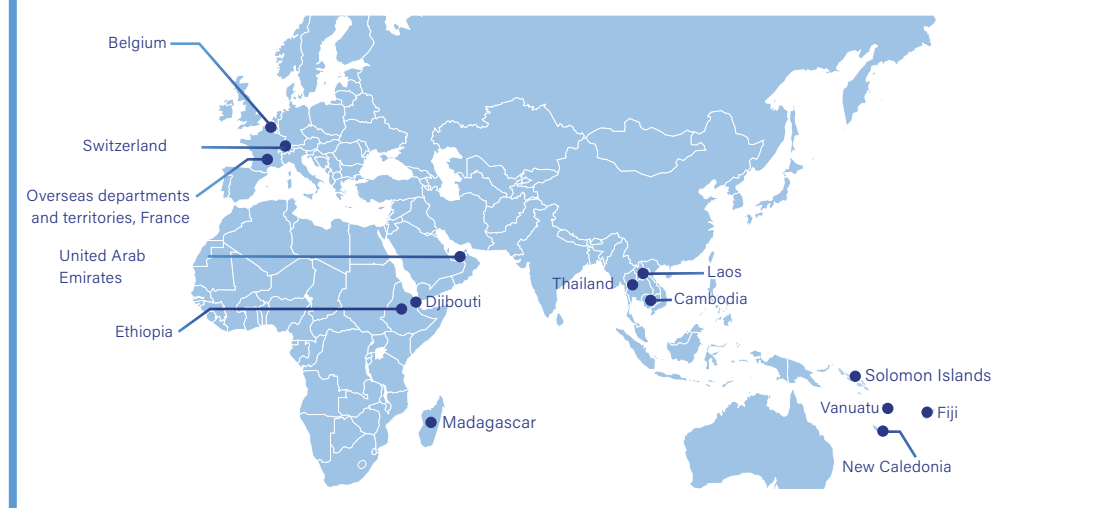 Belgium
Switzerland
Overseas departments
and territories, France
United Arab
Emirates
Ethiopia
Djibouti
Madagascar
Thailand
Laos
Cambodia
Solomon Islands
Vanuatu
Fiji
New Caledonia